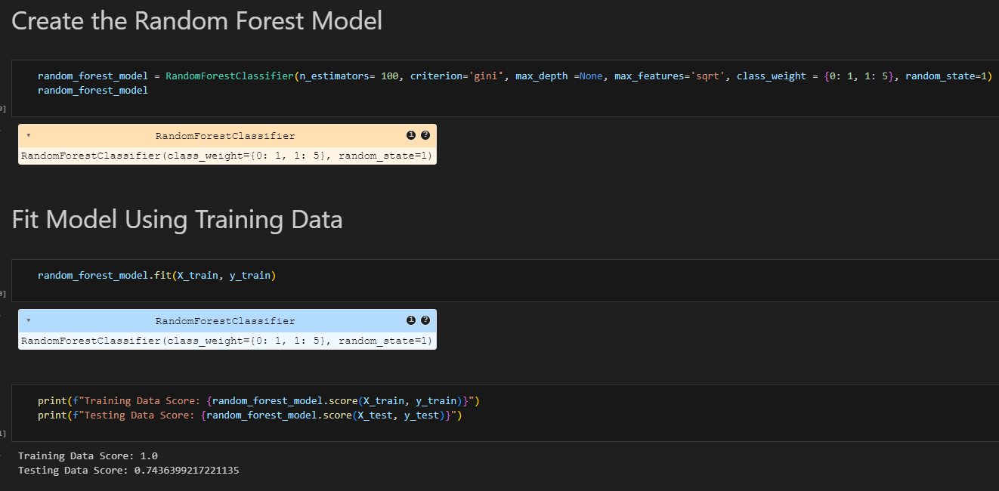 Create the Random Forest Model
random_forest_model = RandomForestClassifier(n_estimators= 100, criterion='gini', max_depth =None, max_features='sqrt', class_weight = {0: 1, 1: 5}, random_state=1)
random_forest_model
RandomForestClassifier
RandomForestClassifier(class_weight={0: 1, 1: 5}, random_state=1)
Fit Model Using Training Data
random_forest_model.fit(X_train, y_train)
RandomForestClassifier
RandomForestClassifier(class_weight={0: 1, 1: 5}, random_state=1)
print(f"Training Data Score: {random_forest_model.score(X_train, y_train)}")
print(f"Testing Data Score: {random_forest_model.score(X_test, y_test)}")
Training Data Score: 1.0
Testing Data Score: 0.7436399217221135